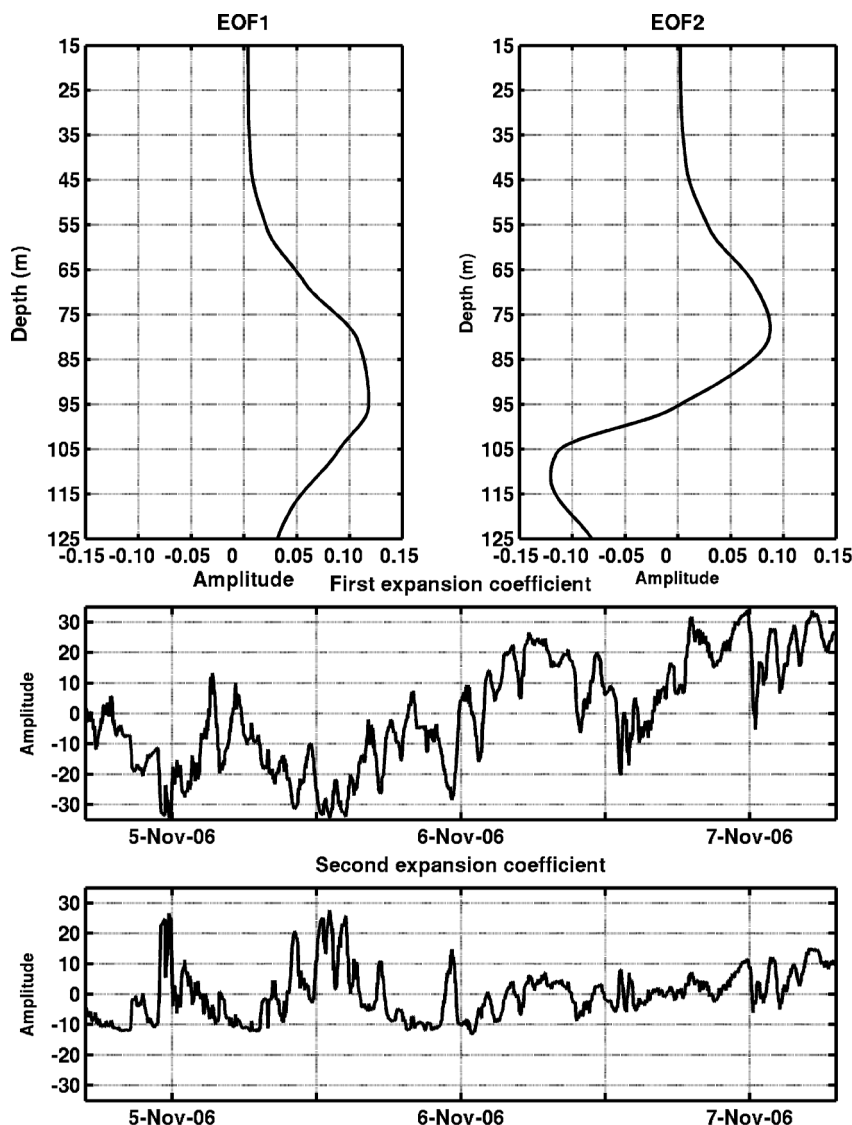 EOF1
EOF2
15
25
35
45
55
65
75
85
95
105
115
125
Depth (m)
-0.15 -0.10 -0.05 0 0.05 0.10 0.15
Amplitude
15
25
35
45
55
65
75
85
95
105
115
125
Depth (m)
-0.15 -0.10 -0.05 0 0.05 0.10 0.15
Amplitude
First expansion coefficient
30
20
10
0
-10
-20
-30
Amplitude
5-Nov-06 6-Nov-06 7-Nov-06
Second expansion coefficient
30
20
10
0
-10
-20
-30
Amplitude
5-Nov-06 6-Nov-06 7-Nov-06